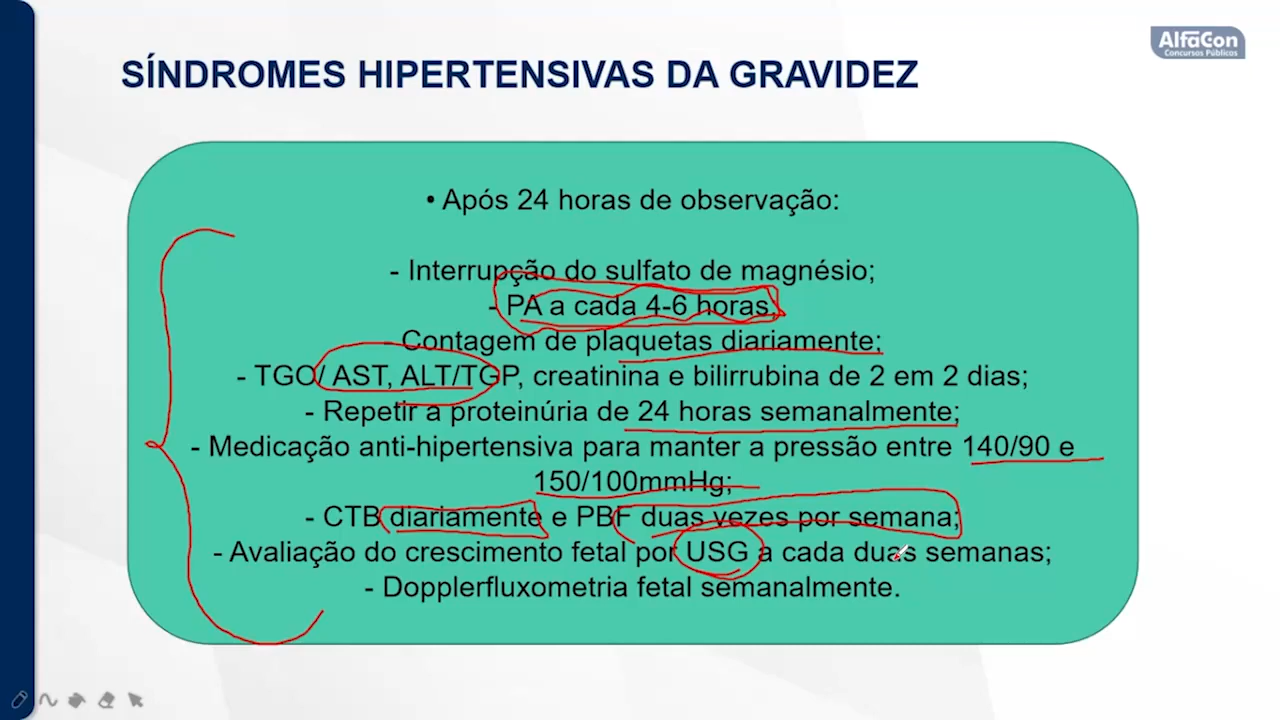 AlfaCon
Concursos Públicos
SÍNDROMES HIPERTENSIVAS DA GRAVIDEZ
• Após 24 horas de observação:
- Interrupção do sulfato de magnésio;
- PA a cada 4-6 horas;
- Contagem de plaquetas diariamente;
- TGO/ AST, ALT/TGP, creatinina e bilirrubina de 2 em 2 dias;
- Repetir a proteinúria de 24 horas semanalmente;
- Medicação anti-hipertensiva para manter a pressão entre 140/90 e
150/100mmHg;
- CTB diariamente e PBF duas vezes por semana;
- Avaliação do crescimento fetal por USG a cada duas semanas;
- Dopplerfluxometria fetal semanalmente.